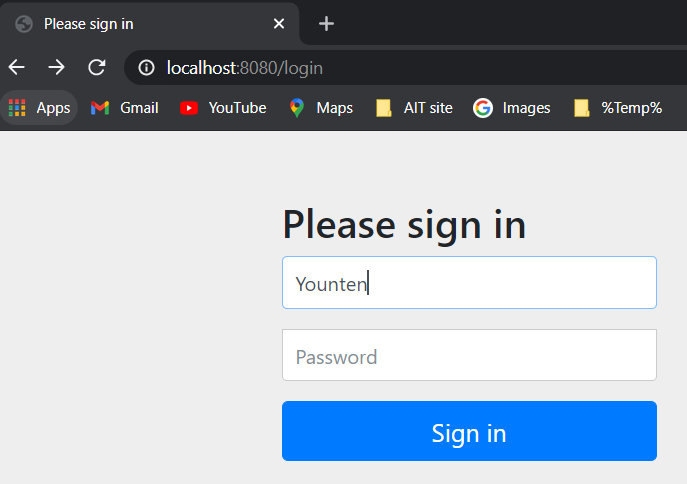 Please sign in
localhost:8080/login
Apps Gmail YouTube Maps AIT site Images %Temp%
Please sign in
Younten
Password
Sign in